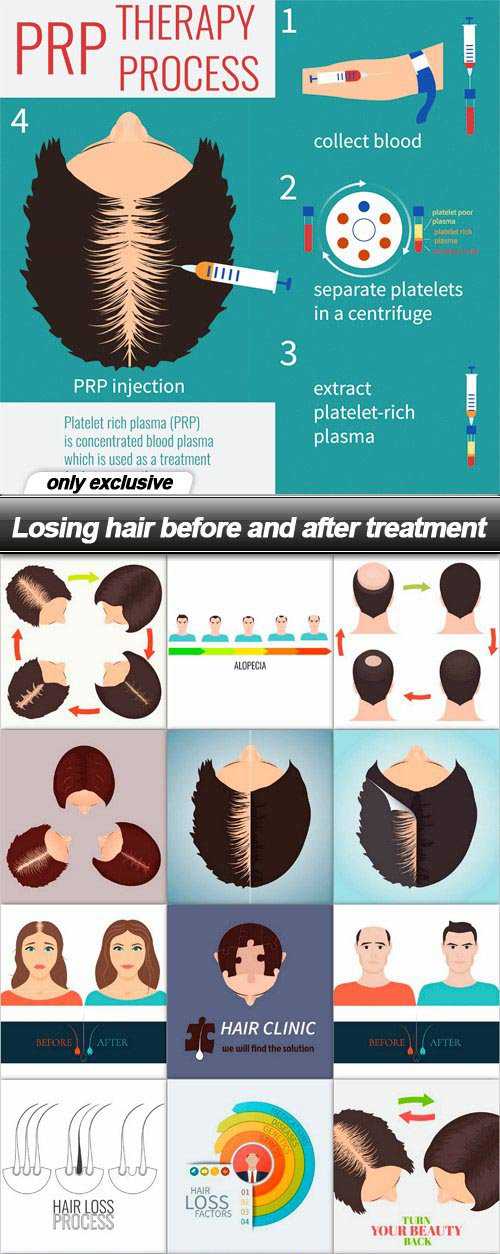 PRP THERAPY
PROCESS
1
collect blood
4
2
platelet poor
plasma
platelet rich
plasma
separate platelets
in a centrifuge
3
PRP injection
extract
platelet-rich
plasma
Platelet rich plasma (PRP)
is concentrated blood plasma
which is used as a treatment
only exclusive
Losing hair before and after treatment
ALOPECIA
BEFORE AFTER
HAIR CLINIC
we will find the solution
BEFORE AFTER
HAIR LOSS
PROCESS
DISEASES
GENETICS
STRESS
HAIR
LOSS
FACTORS
01
02
03
04
TURN
YOUR BEAUTY
BACK